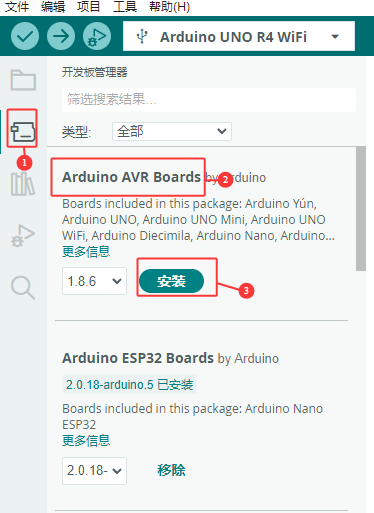 文件 编辑 项目 工具 帮助(H)
Arduino UNO R4 WiFi
开发板管理器
筛选搜索结果...
类型: 全部
1
Arduino AVR Boards by Arduino
2
Boards included in this package: Arduino Yún,
Arduino UNO, Arduino UNO Mini, Arduino UNO
WiFi, Arduino Diecimila, Arduino Nano, Arduino...
更多信息
1.8.6 安装
3
Arduino ESP32 Boards by Arduino
2.0.18-arduino.5 已安装
Boards included in this package: Arduino Nano
ESP32
更多信息
2.0.18- 移除